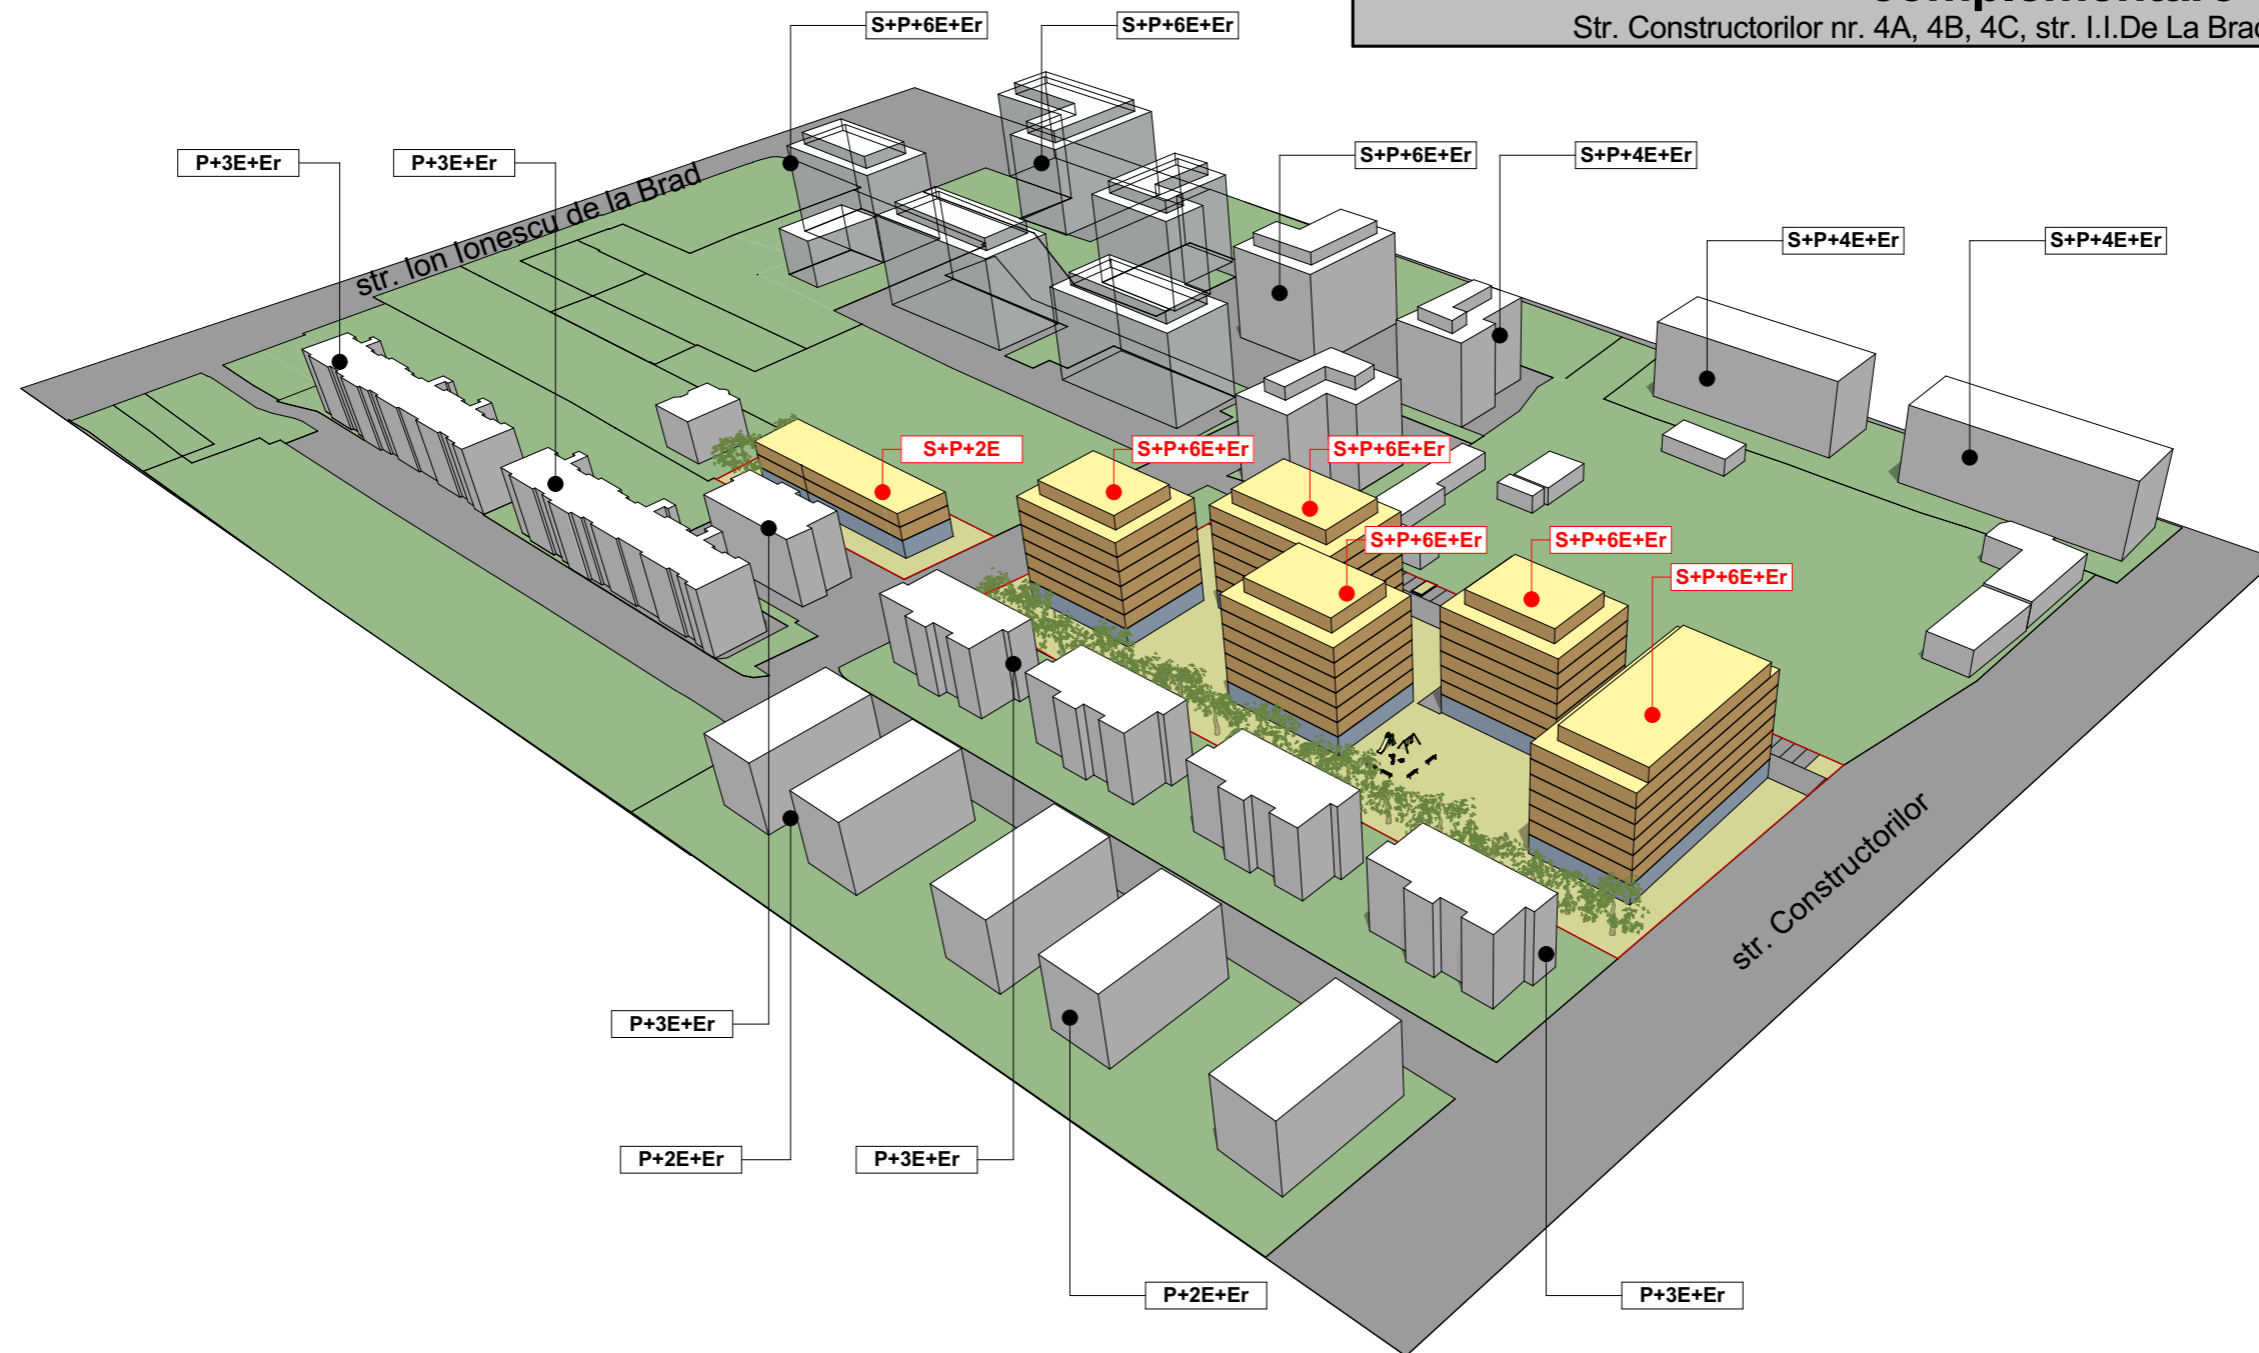 Str. Constructorilor nr. 4A, 4B, 4C, str. I.I.De La Brad
S+P+6E+Er
S+P+6E+Er
P+3E+Er
P+3E+Er
S+P+6E+Er
S+P+4E+Er
str. Ion Ionescu de la Brad
S+P+4E+Er
S+P+4E+Er
S+P+2E
S+P+6E+Er
S+P+6E+Er
S+P+6E+Er
S+P+6E+Er
S+P+6E+Er
str. Constructorilor
P+3E+Er
P+2E+Er
P+3E+Er
P+2E+Er
P+3E+Er